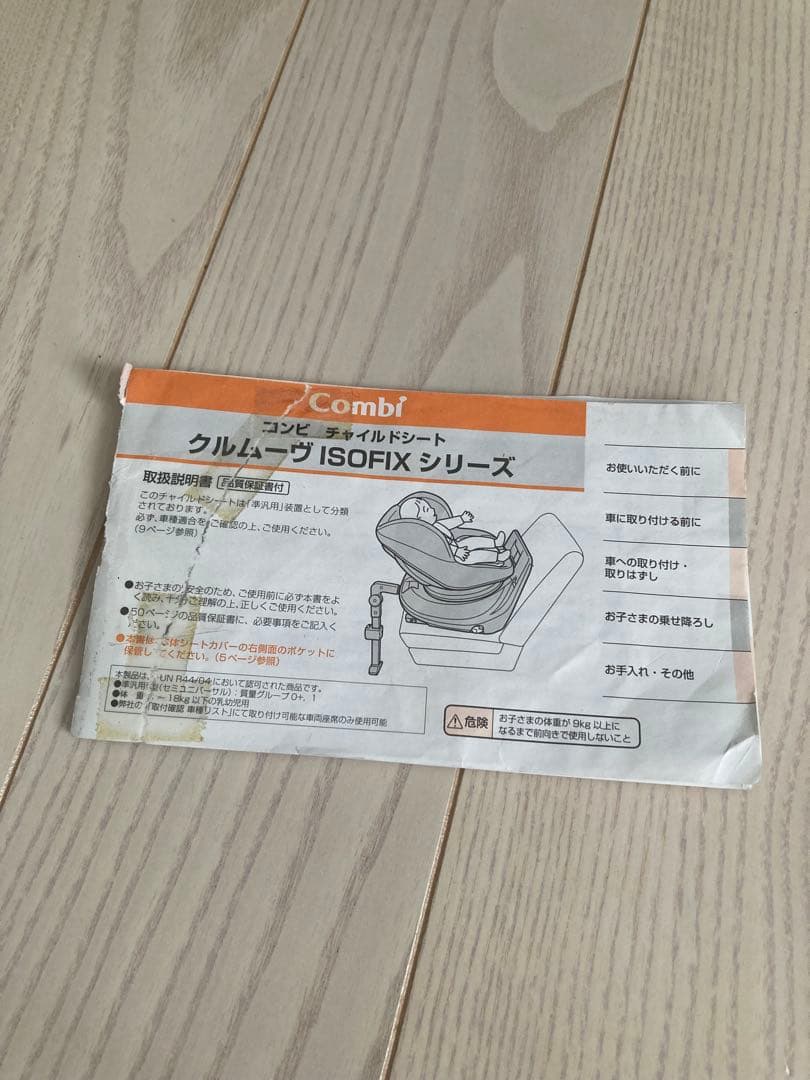 Combi
コンビ チャイルドシート
クルムーヴ ISOFIX シリーズ
取扱説明書 品質保証書付
このチャイルドシートは「準汎用」装置として分類
されております。
必ず、車種適合をご確認の上、ご使用ください。
(9ページ参照)
●お子さまの安全のため、ご使用前に必ず本書をよ
く読み、十分ご理解の上、正しくご使用ください。
●50ページの品質保証書に、必要事項をご記入く
ださい。
●本書は、本体シートカバーの右側面のポケットに
保管してください。(5ページ参照)
本製品は、UN R44/04において認可された商品です。
●準汎用型(セミユニバーサル):質量グループ0+, 1
●体 重: ー 18kg以下の乳幼児用
●弊社の「取付確認 車種リスト」にて取り付け可能な車両座席のみ使用可能
危険
お子さまの体重が9kg以上に
なるまで前向きで使用しないこと
お使いいただく前に
車に取り付ける前に
車への取り付け・
取りはずし
お子さまの乗せ降ろし
お手入れ・その他